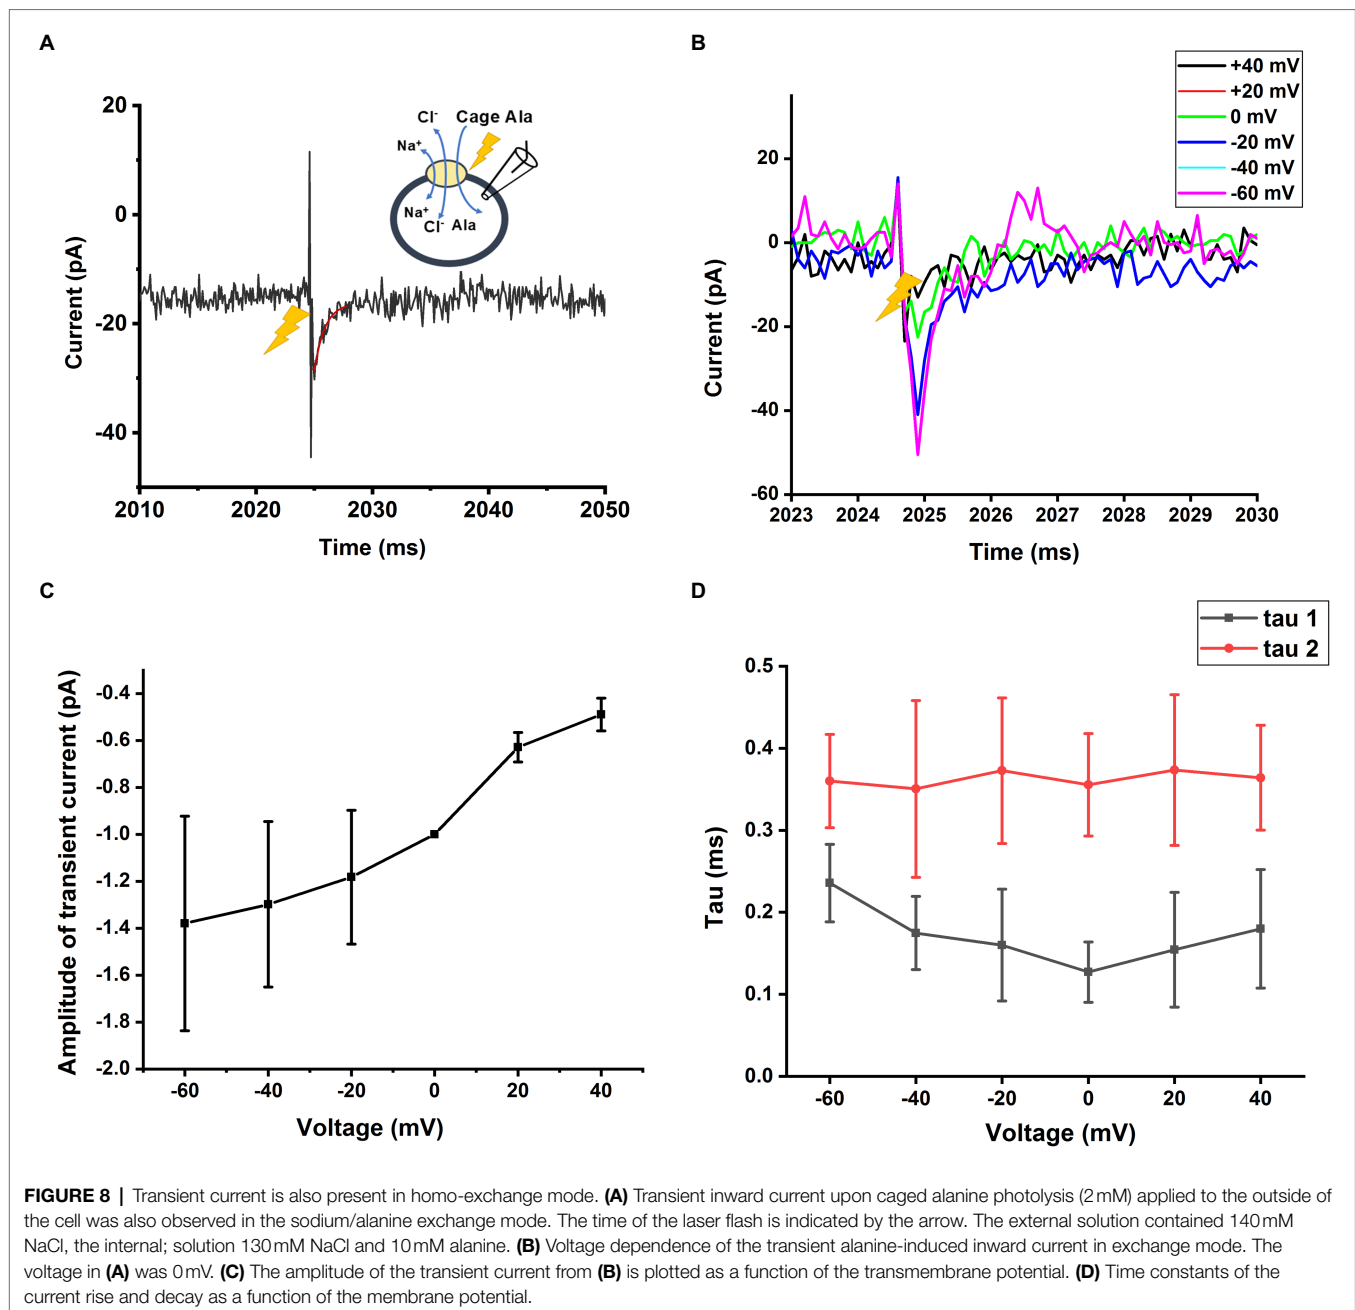 A
20
0
-20
-40
2010
2020
2030
2040
2050
Current (pA)
Time (ms)
Cl-
Cage Ala
Na+
Na+
Cl- Ala
B
+40 mV
+20 mV
0 mV
-20 mV
-40 mV
-60 mV
20
0
-20
-40
-60
2023
2024
2025
2026
2027
2028
2029
2030
Current (pA)
Time (ms)
C
-0.4
-0.6
-0.8
-1.0
-1.2
-1.4
-1.6
-1.8
-2.0
-60
-40
-20
0
20
40
Amplitude of transient current (pA)
Voltage (mV)
D
tau 1
tau 2
0.5
0.4
0.3
0.2
0.1
0.0
-60
-40
-20
0
20
40
Tau (ms)
Voltage (mV)
FIGURE 8 | Transient current is also present in homo-exchange mode. (A) Transient inward current upon caged alanine photolysis (2 mM) applied to the outside of
the cell was also observed in the sodium/alanine exchange mode. The time of the laser flash is indicated by the arrow. The external solution contained 140 mM
NaCl, the internal; solution 130 mM NaCl and 10 mM alanine. (B) Voltage dependence of the transient alanine-induced inward current in exchange mode. The
voltage in (A) was 0 mV. (C) The amplitude of the transient current from (B) is plotted as a function of the transmembrane potential. (D) Time constants of the
current rise and decay as a function of the membrane potential.